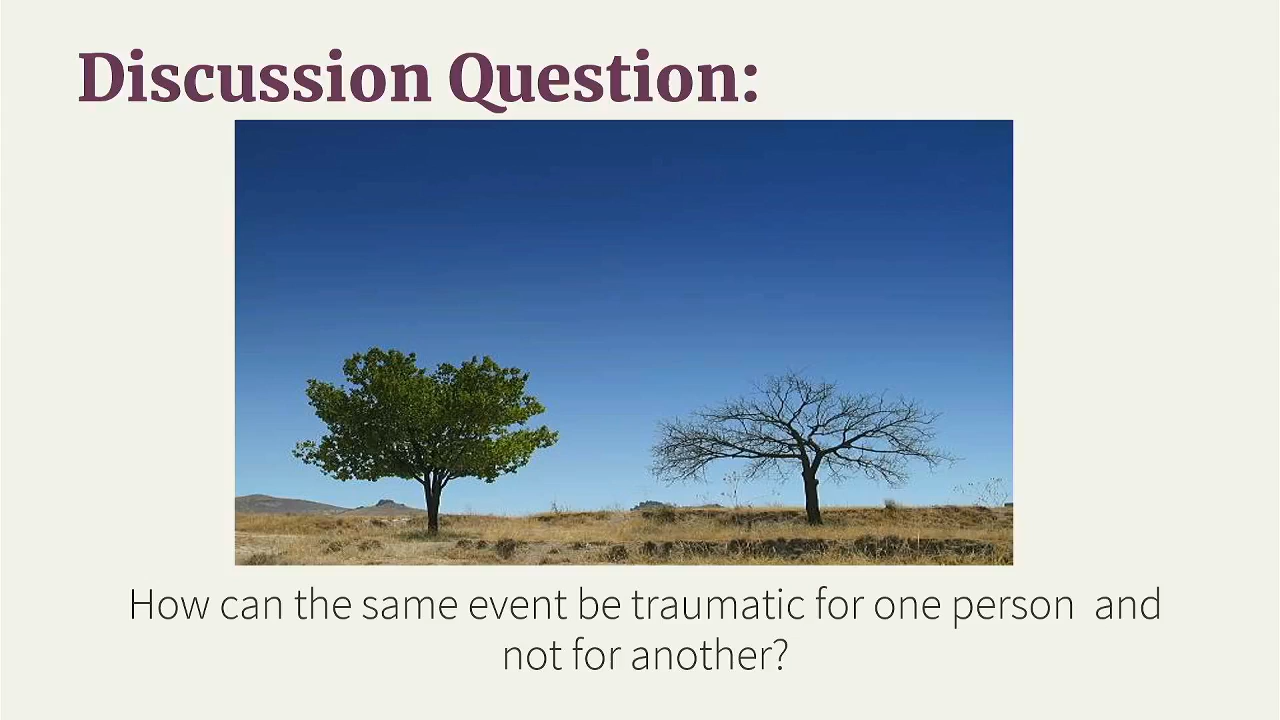 Discussion Question:
How can the same event be traumatic for one person  and
not for another?